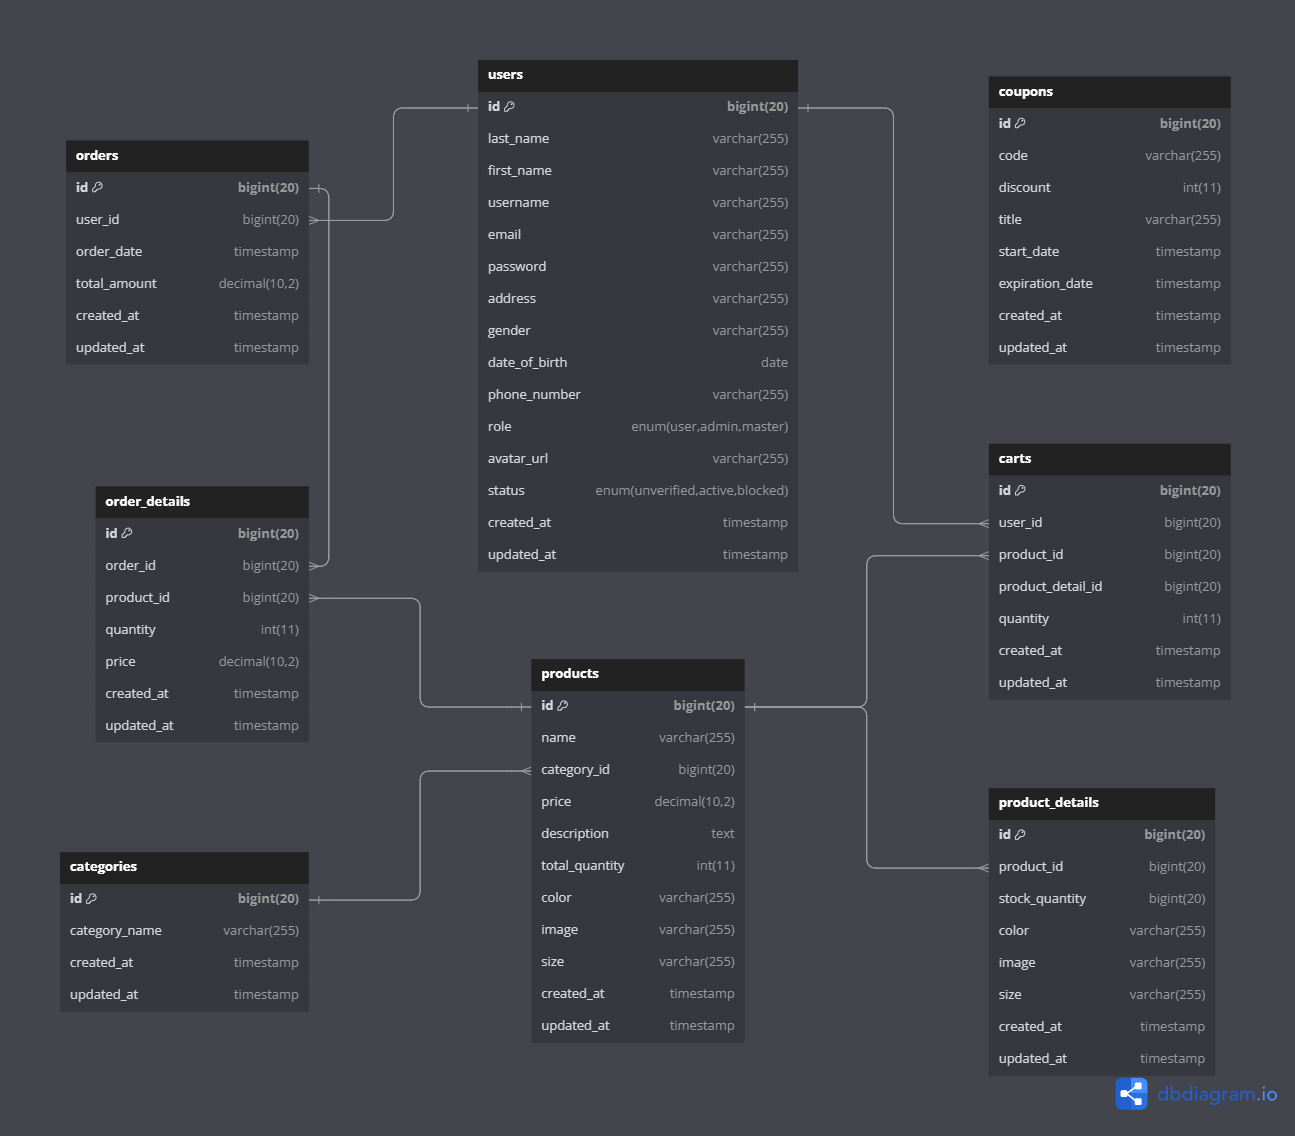 users
id bigint(20)
last_name varchar(255)
first_name varchar(255)
username varchar(255)
email varchar(255)
password varchar(255)
address varchar(255)
gender varchar(255)
date_of_birth date
phone_number varchar(255)
role enum(user,admin,master)
avatar_url varchar(255)
status enum(unverified,active,blocked)
created_at timestamp
updated_at timestamp
coupons
id bigint(20)
code varchar(255)
discount int(11)
title varchar(255)
start_date timestamp
expiration_date timestamp
created_at timestamp
updated_at timestamp
orders
id bigint(20)
user_id bigint(20)
order_date timestamp
total_amount decimal(10,2)
created_at timestamp
updated_at timestamp
carts
id bigint(20)
user_id bigint(20)
product_id bigint(20)
product_detail_id bigint(20)
quantity int(11)
created_at timestamp
updated_at timestamp
order_details
id bigint(20)
order_id bigint(20)
product_id bigint(20)
quantity int(11)
price decimal(10,2)
created_at timestamp
updated_at timestamp
products
id bigint(20)
name varchar(255)
category_id bigint(20)
price decimal(10,2)
description text
total_quantity int(11)
color varchar(255)
image varchar(255)
size varchar(255)
created_at timestamp
updated_at timestamp
product_details
id bigint(20)
product_id bigint(20)
stock_quantity bigint(20)
color varchar(255)
image varchar(255)
size varchar(255)
created_at timestamp
updated_at timestamp
categories
id bigint(20)
category_name varchar(255)
created_at timestamp
updated_at timestamp
dbdiagram.io